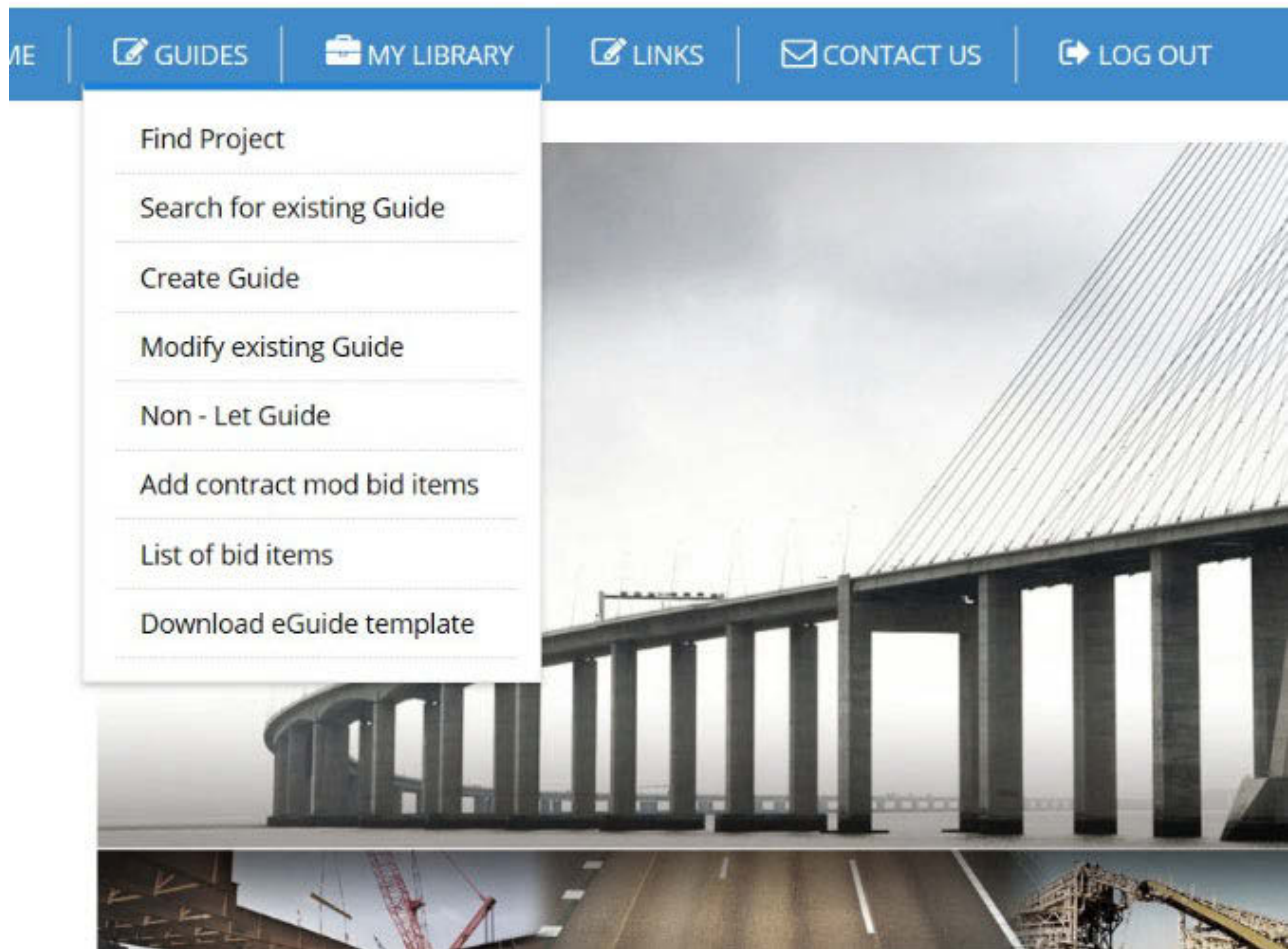 ME GUIDES MY LIBRARY LINKS CONTACT US LOG OUT
Find Project
Search for existing Guide
Create Guide
Modify existing Guide
Non - Let Guide
Add contract mod bid items
List of bid items
Download eGuide template